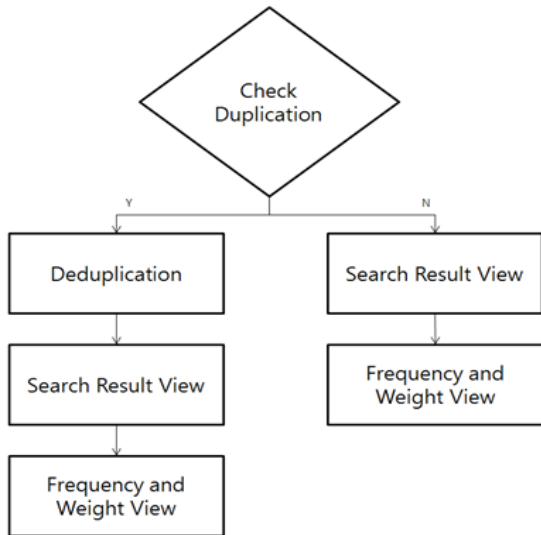 Check
Duplication
Y
N
Deduplication
Search Result View
Search Result View
Frequency and
Weight View
Frequency and
Weight View